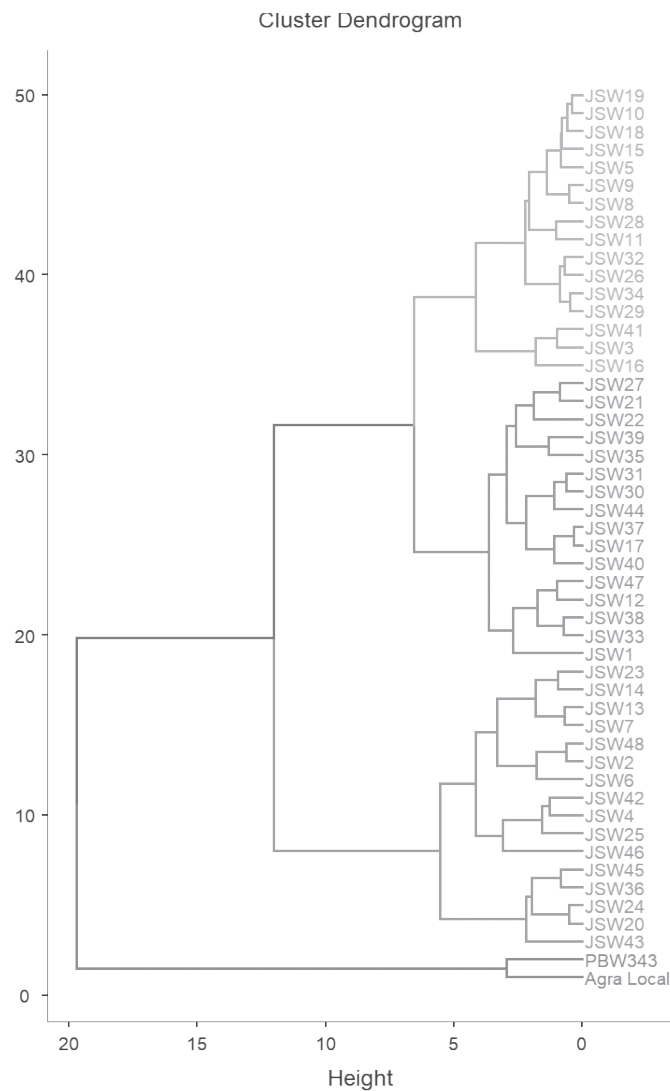 Cluster Dendrogram
50
40
30
20
10
0
JSW19
JSW10
JSW18
JSW15
JSW5
JSW9
JSW8
JSW28
JSW11
JSW32
JSW26
JSW34
JSW29
JSW41
JSW3
JSW16
JSW27
JSW21
JSW22
JSW39
JSW35
JSW31
JSW30
JSW44
JSW37
JSW17
JSW40
JSW47
JSW12
JSW38
JSW33
JSW1
JSW23
JSW14
JSW13
JSW7
JSW48
JSW2
JSW6
JSW42
JSW4
JSW25
JSW46
JSW45
JSW36
JSW24
JSW20
JSW43
PBW343
Agra Local
20 15 10 5 0
Height